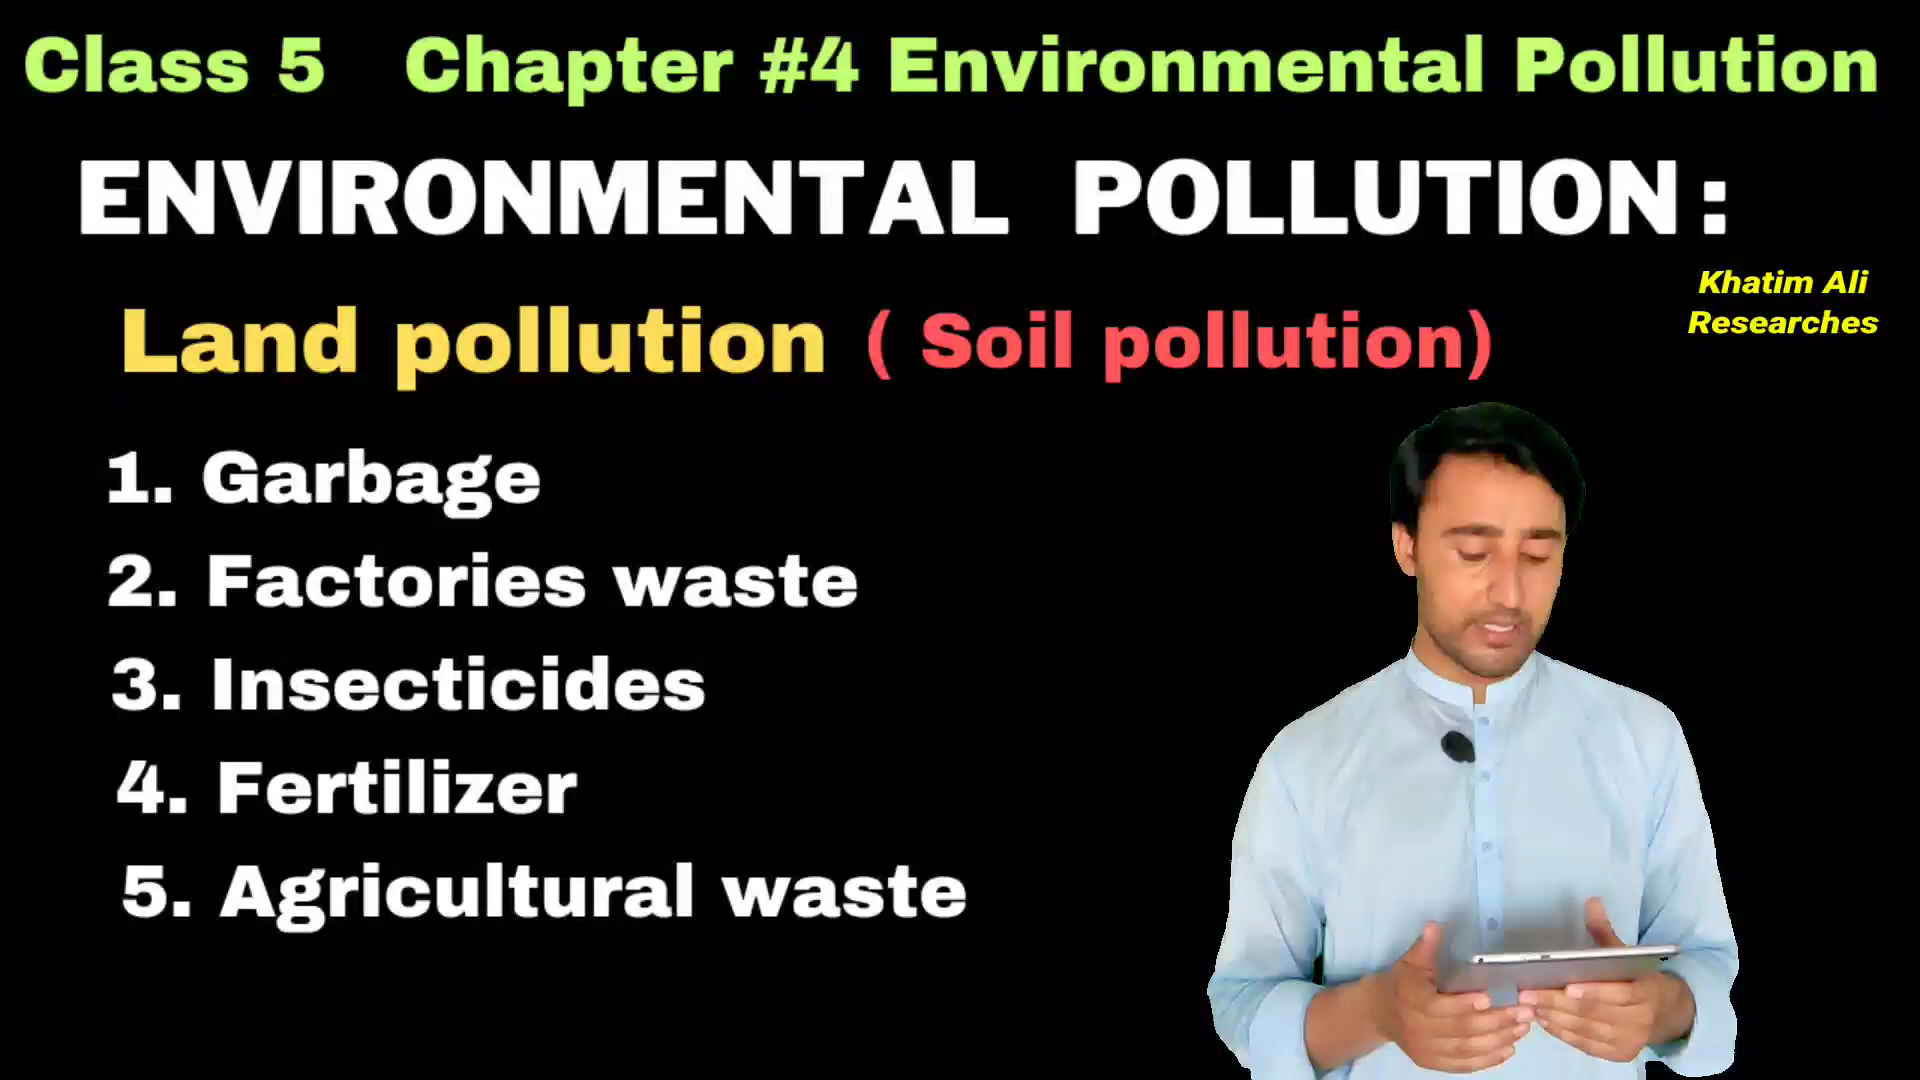 Class 5 Chapter #4 Environmental Pollution
ENVIRONMENTAL POLLUTION:
Khatim Ali
Researches
Land pollution ( Soil pollution)
1. Garbage
2. Factories waste
3. Insecticides
4. Fertilizer
5. Agricultural waste